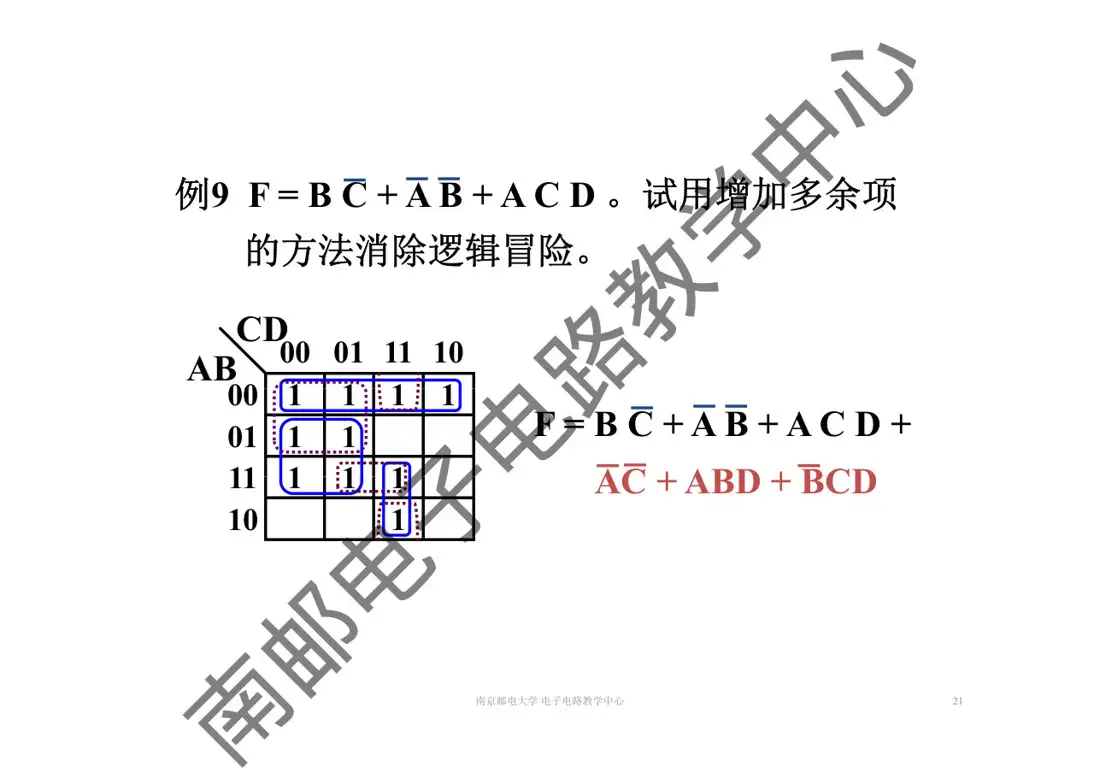 例9 F = B C̅ + A̅ B̅ + A C D 。试用增加多余项
的方法消除逻辑冒险。
CD
AB
00 01 11 10
00 1 1 1 1
01 1 1
11 1 1 1
10 1
F = B C̅ + A̅ B̅ + A C D +
A̅C̅ + ABD + B̅CD
南邮电子电路教学中心
南京邮电大学 电子电路教学中心
21